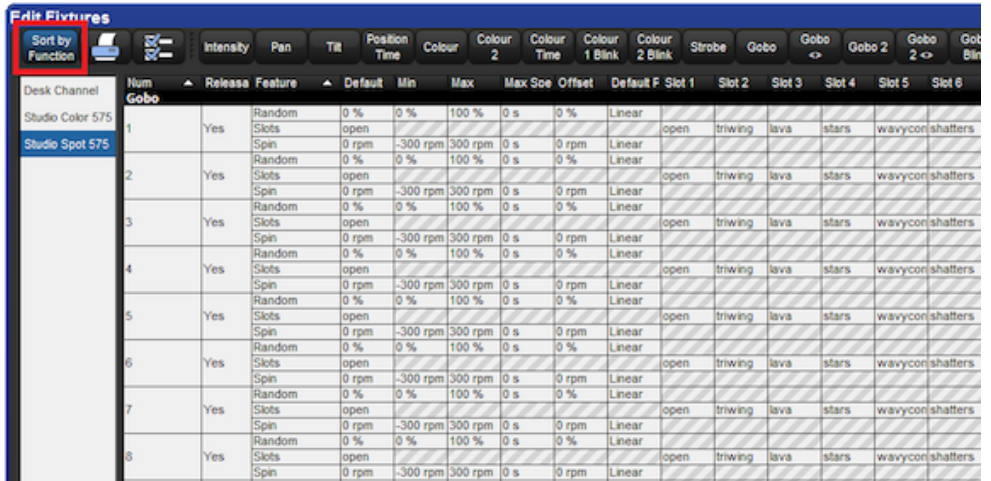 Edit Fixtures
Sort by Function Intensity Pan Tilt Position Time Colour Colour 2 Colour Time Colour 1 Blink Colour 2 Blink Strobe Gobo Gobo <> Gobo 2 Gobo 2 <>
Desk Channel
Studio Color 575
Studio Spot 575
Num Releasa Feature Default Min Max Max Spe Offset Default F Slot 1 Slot 2 Slot 3 Slot 4 Slot 5 Slot 6
Gobo
Random 0 % 0 % 100 % 0 s 0 % Linear
1 Yes Slots open open triwing lava stars wavycon shatters
Spin 0 rpm -300 rpm 300 rpm 0 s 0 rpm Linear
Random 0 % 0 % 100 % 0 s 0 % Linear
2 Yes Slots open open triwing lava stars wavycon shatters
Spin 0 rpm -300 rpm 300 rpm 0 s 0 rpm Linear
Random 0 % 0 % 100 % 0 s 0 % Linear
3 Yes Slots open open triwing lava stars wavycon shatters
Spin 0 rpm -300 rpm 300 rpm 0 s 0 rpm Linear
Random 0 % 0 % 100 % 0 s 0 % Linear
4 Yes Slots open open triwing lava stars wavycon shatters
Spin 0 rpm -300 rpm 300 rpm 0 s 0 rpm Linear
Random 0 % 0 % 100 % 0 s 0 % Linear
5 Yes Slots open open triwing lava stars wavycon shatters
Spin 0 rpm -300 rpm 300 rpm 0 s 0 rpm Linear
Random 0 % 0 % 100 % 0 s 0 % Linear
6 Yes Slots open open triwing lava stars wavycon shatters
Spin 0 rpm -300 rpm 300 rpm 0 s 0 rpm Linear
Random 0 % 0 % 100 % 0 s 0 % Linear
7 Yes Slots open open triwing lava stars wavycon shatters
Spin 0 rpm -300 rpm 300 rpm 0 s 0 rpm Linear
Random 0 % 0 % 100 % 0 s 0 % Linear
8 Yes Slots open open triwing lava stars wavycon shatters
Spin 0 rpm -300 rpm 300 rpm 0 s 0 rpm Linear